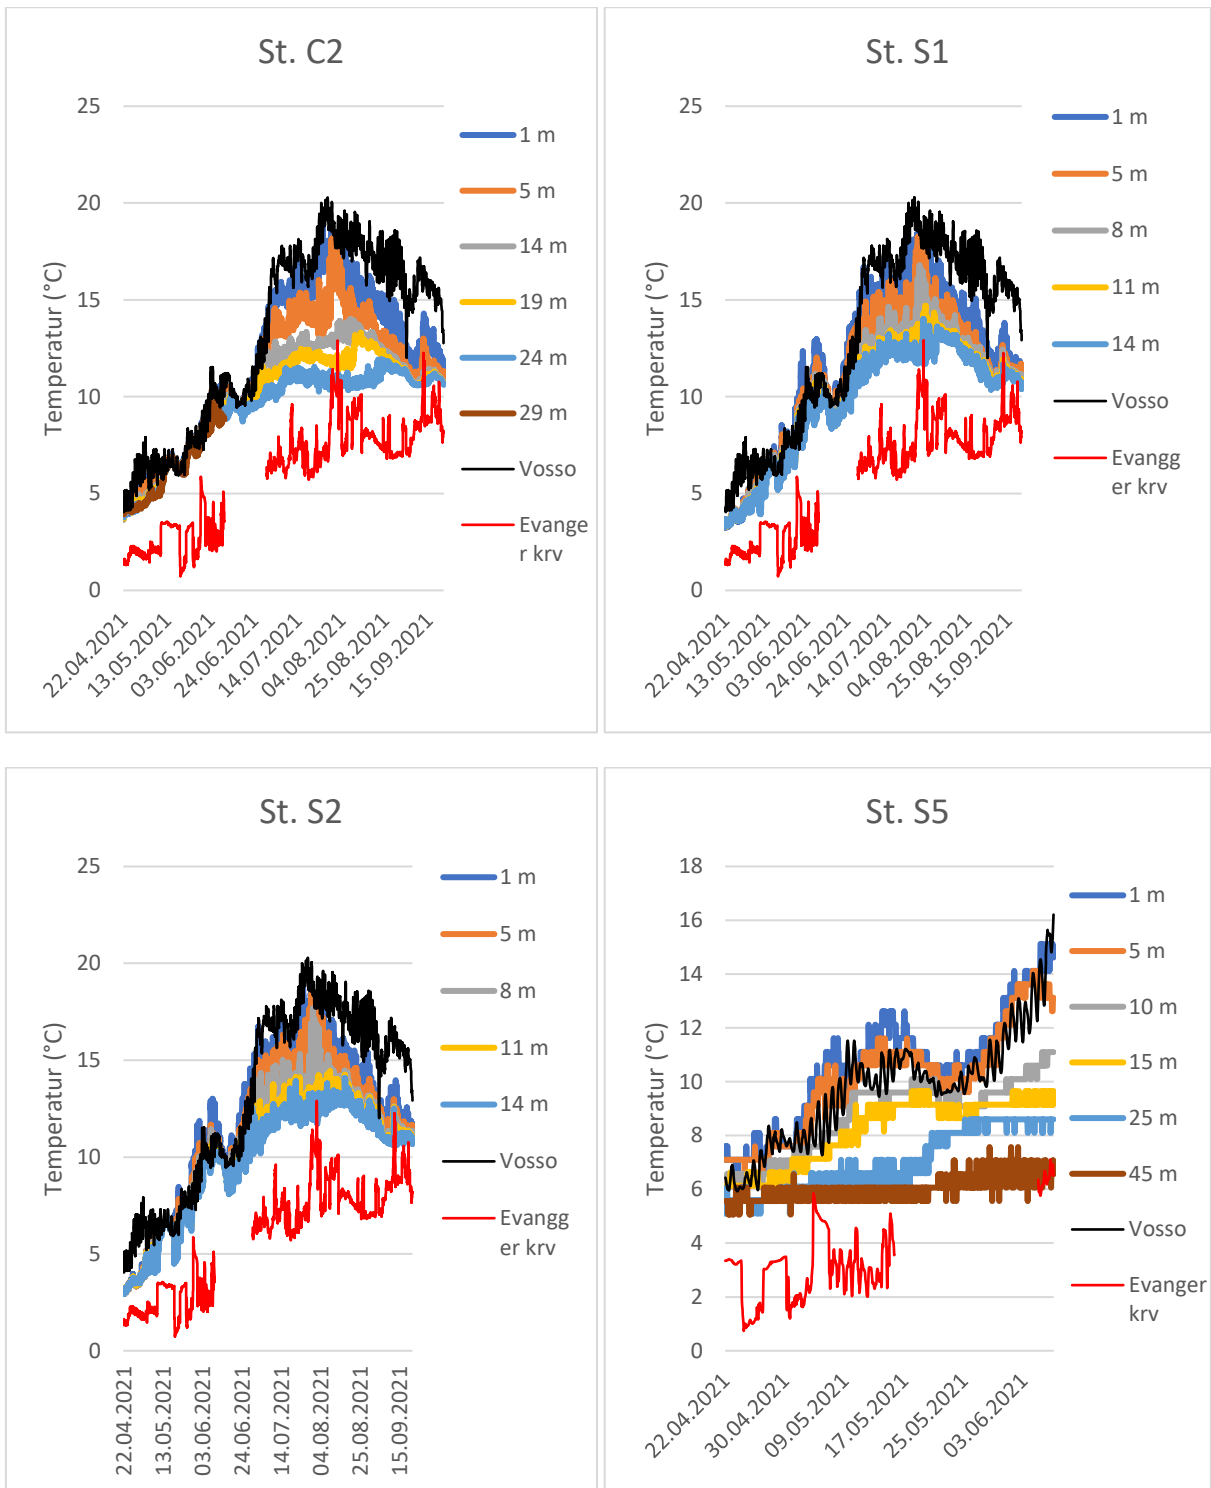 St. C2
25
20
15
10
5
0
Temperatur (°C)
22.04.2021
13.05.2021
03.06.2021
24.06.2021
14.07.2021
04.08.2021
25.08.2021
15.09.2021
1 m
5 m
14 m
19 m
24 m
29 m
Vosso
Evange
r krv
St. S1
25
20
15
10
5
0
Temperatur (°C)
22.04.2021
13.05.2021
03.06.2021
24.06.2021
14.07.2021
04.08.2021
25.08.2021
15.09.2021
1 m
5 m
8 m
11 m
14 m
Vosso
Evangg
er krv
St. S2
25
20
15
10
5
0
Temperatur (°C)
22.04.2021
13.05.2021
03.06.2021
24.06.2021
14.07.2021
04.08.2021
25.08.2021
15.09.2021
1 m
5 m
8 m
11 m
14 m
Vosso
Evangg
er krv
St. S5
18
16
14
12
10
8
6
4
2
0
Temperatur (°C)
22.04.2021
30.04.2021
09.05.2021
17.05.2021
25.05.2021
03.06.2021
1 m
5 m
10 m
15 m
25 m
45 m
Vosso
Evanger
krv